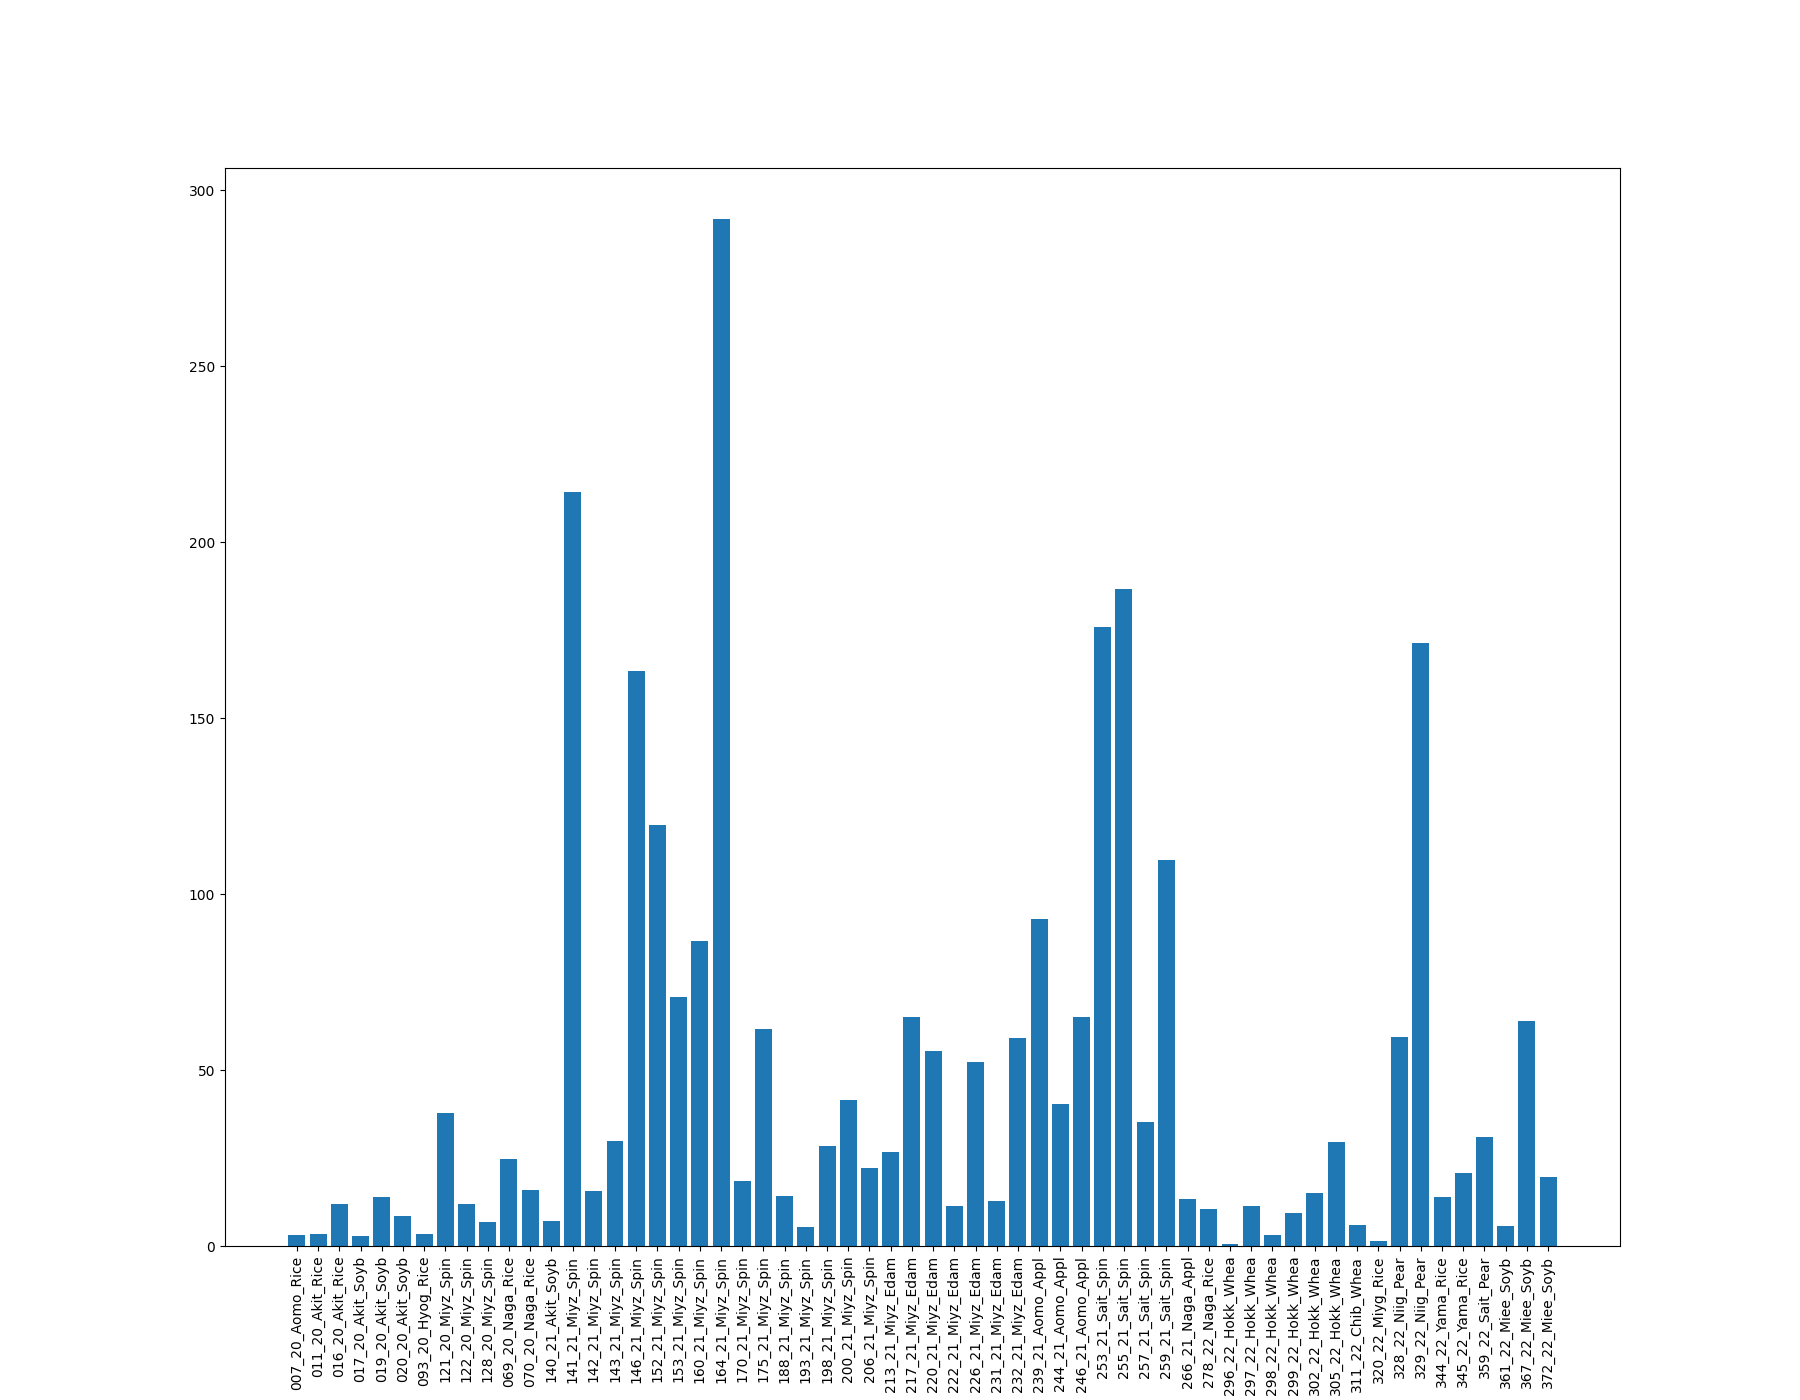 300
250
200
150
100
50
0
007_20_Aomo_Rice
011_20_Akit_Rice
016_20_Akit_Rice
017_20_Akit_Soyb
019_20_Akit_Soyb
020_20_Akit_Soyb
093_20_Hyog_Rice
121_20_Miyz_Spin
122_20_Miyz_Spin
128_20_Miyz_Spin
069_20_Naga_Rice
070_20_Naga_Rice
140_21_Akit_Soyb
141_21_Miyz_Spin
142_21_Miyz_Spin
143_21_Miyz_Spin
146_21_Miyz_Spin
152_21_Miyz_Spin
153_21_Miyz_Spin
160_21_Miyz_Spin
164_21_Miyz_Spin
170_21_Miyz_Spin
175_21_Miyz_Spin
188_21_Miyz_Spin
193_21_Miyz_Spin
198_21_Miyz_Spin
200_21_Miyz_Spin
206_21_Miyz_Spin
213_21_Miyz_Edam
217_21_Miyz_Edam
220_21_Miyz_Edam
222_21_Miyz_Edam
226_21_Miyz_Edam
231_21_Miyz_Edam
232_21_Miyz_Edam
239_21_Aomo_Appl
244_21_Aomo_Appl
246_21_Aomo_Appl
253_21_Sait_Spin
255_21_Sait_Spin
257_21_Sait_Spin
259_21_Sait_Spin
266_21_Naga_Appl
278_22_Naga_Rice
296_22_Hokk_Whea
297_22_Hokk_Whea
298_22_Hokk_Whea
299_22_Hokk_Whea
302_22_Hokk_Whea
305_22_Hokk_Whea
311_22_Chib_Whea
320_22_Miyg_Rice
328_22_Niig_Pear
329_22_Niig_Pear
344_22_Yama_Rice
345_22_Yama_Rice
359_22_Sait_Pear
361_22_Miee_Soyb
367_22_Miee_Soyb
372_22_Miee_Soyb